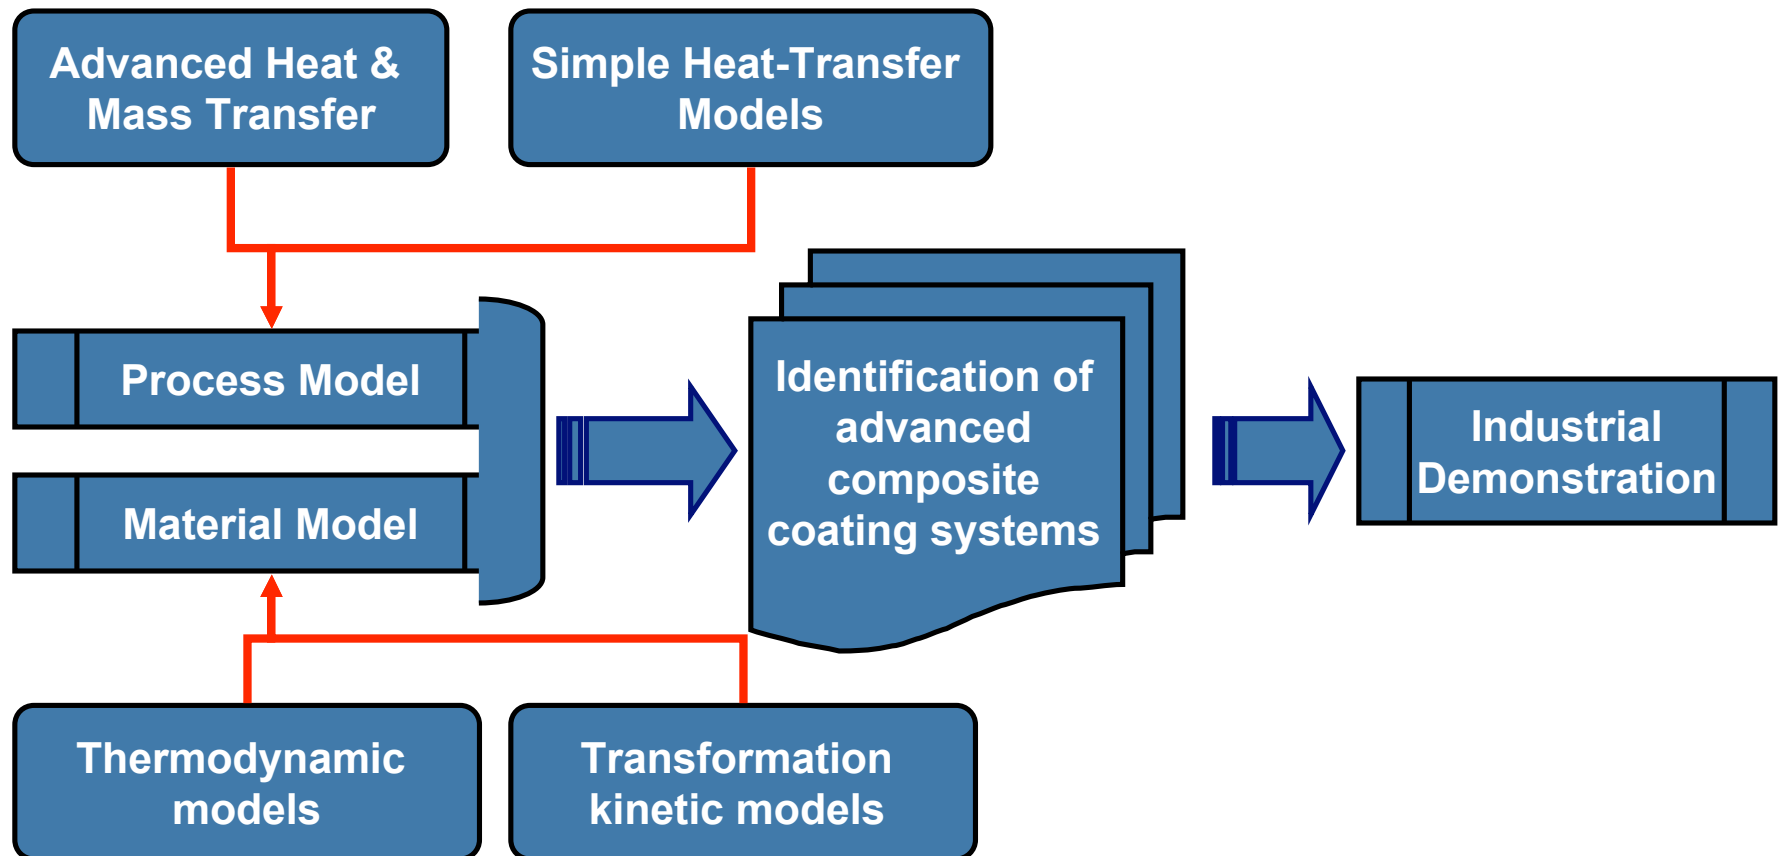 Advanced Heat &
Mass Transfer
Simple Heat-Transfer
Models
Process Model
Material Model
Identification of
advanced
composite
coating systems
Industrial
Demonstration
Thermodynamic
models
Transformation
kinetic models